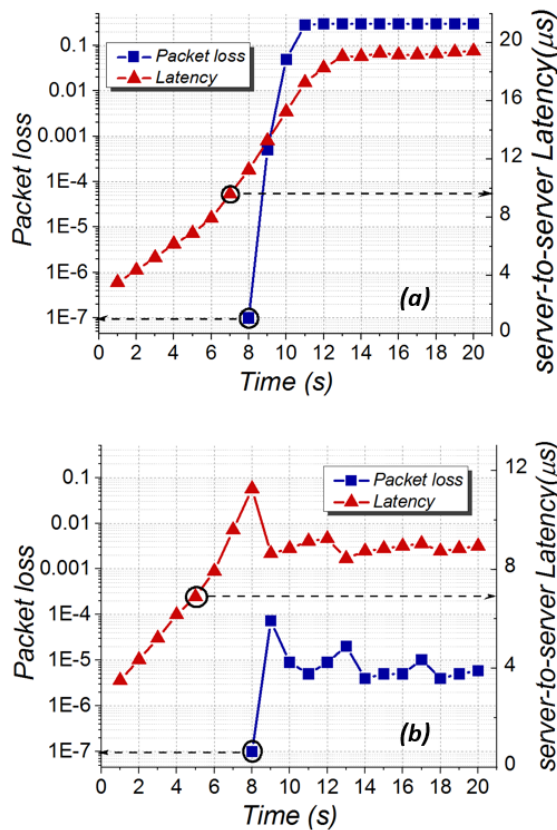 Packet loss
Latency
0.1
0.01
0.001
1E-4
1E-5
1E-6
1E-7
Packet loss
20
16
12
8
4
0
server-to-server Latency(μs)
(a)
0 2 4 6 8 10 12 14 16 18 20
Time (s)
Packet loss
Latency
0.1
0.01
0.001
1E-4
1E-5
1E-6
1E-7
Packet loss
12
8
4
0
server-to-server Latency(μs)
(b)
0 2 4 6 8 10 12 14 16 18 20
Time (s)